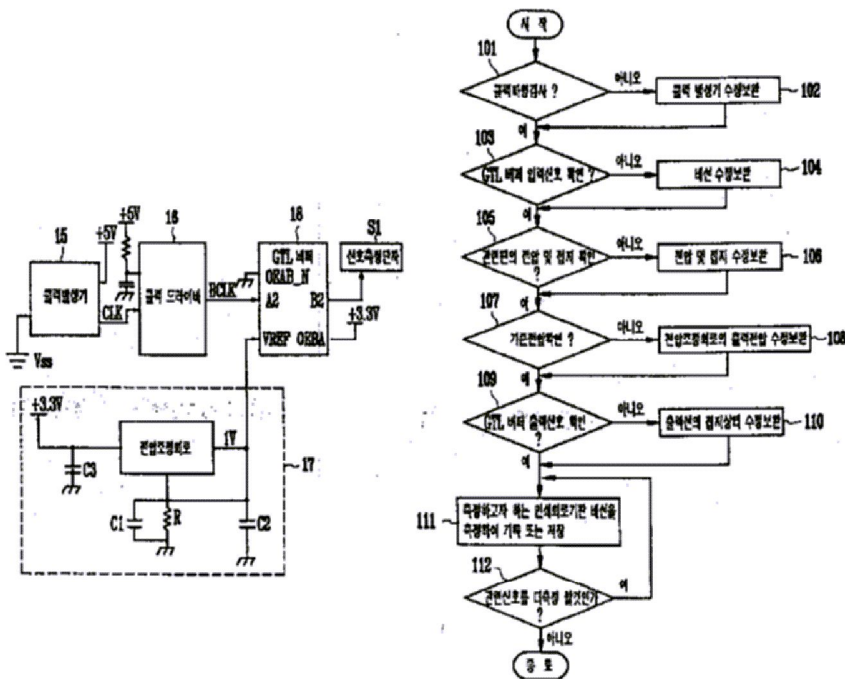 +5V
15
+5V
16
18
GTL 버퍼
OEAB_N
S1
신호측정단자
클럭발생기
CLK
클럭 드라이버
BCLK
A2
B2
+3.3V
VREF OEBA
Vss
+3.3V
전압조정회로
1V
17
C3
C1
R
C2
시 작
101
클럭파형검사 ?
아니오
클럭 발생기 수정보완
102
예
103
GTL 버퍼 입력신호 확인 ?
아니오
배선 수정보완
104
예
105
관련핀의 전압 및 접지 확인
?
아니오
전압 및 접지 수정보완
106
예
107
기준전압확인 ?
아니오
전압조정회로의 출력전압 수정보완
108
예
109
GTL 버퍼 출력신호 확인
?
아니오
출력선의 접지상태 수정보완
110
예
111
측정하고자 하는 인쇄회로기판 배선을
측정하여 기록 또는 저장
112
관련신호를 더측정 할것인가
?
예
아니오
종 료